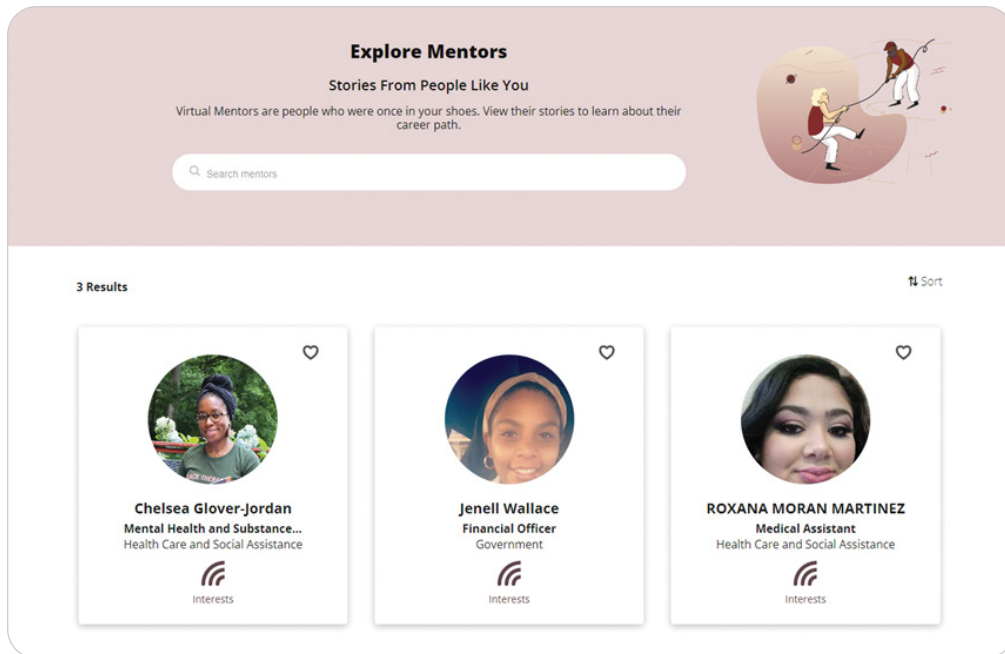 Explore Mentors
Stories From People Like You
Virtual Mentors are people who were once in your shoes. View their stories to learn about their
career path.
Search mentors
3 Results
Sort
Chelsea Glover-Jordan
Mental Health and Substance...
Health Care and Social Assistance
Interests
Jenell Wallace
Financial Officer
Government
Interests
ROXANA MORAN MARTINEZ
Medical Assistant
Health Care and Social Assistance
Interests